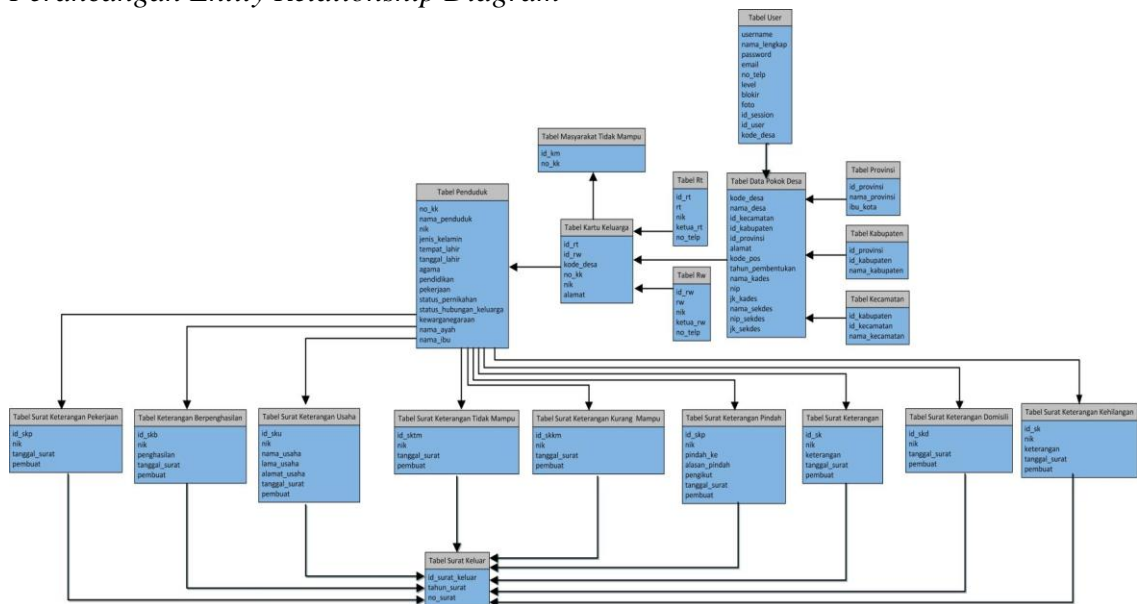 Perancangan Entity Relationship Diagram
Tabel User
username
nama_lengkap
password
email
no_telp
level
blokir
foto
id_session
id_user
kode_desa
Tabel Masyarakat Tidak Mampu
id_km
no_kk
Tabel Rt
id_rt
rt
nik
ketua_rt
no_telp
Tabel Data Pokok Desa
kode_desa
nama_desa
id_kecamatan
id_kabupaten
id_provinsi
alamat
kode_pos
tahun_pembentukan
nama_kades
nip
jk_kades
nama_sekdes
nip_sekdes
jk_sekdes
Tabel Provinsi
id_provinsi
nama_provinsi
ibu_kota
Tabel Penduduk
no_kk
nama_penduduk
nik
jenis_kelamin
tempat_lahir
tanggal_lahir
agama
pendidikan
pekerjaan
status_pernikahan
status_hubungan_keluarga
kewarganegaraan
nama_ayah
nama_ibu
Tabel Kartu Keluarga
id_rt
id_rw
kode_desa
no_kk
nik
alamat
Tabel Kabupaten
id_provinsi
id_kabupaten
nama_kabupaten
Tabel Rw
id_rw
rw
nik
ketua_rw
no_telp
Tabel Kecamatan
id_kabupaten
id_kecamatan
nama_kecamatan
Tabel Surat Keterangan Pekerjaan
id_skp
nik
tanggal_surat
pembuat
Tabel Keterangan Berpenghasilan
id_skb
nik
penghasilan
tanggal_surat
pembuat
Tabel Surat Keterangan Usaha
id_sku
nik
nama_usaha
lama_usaha
alamat_usaha
tanggal_surat
pembuat
Tabel Surat Keterangan Tidak Mampu
id_sktm
nik
tanggal_surat
pembuat
Tabel Surat Keterangan Kurang Mampu
id_skkm
nik
tanggal_surat
pembuat
Tabel Surat Keterangan Pindah
id_skp
nik
pindah_ke
alasan_pindah
pengikut
tanggal_surat
pembuat
Tabel Surat Keterangan
id_sk
nik
keterangan
tanggal_surat
pembuat
Tabel Surat Keterangan Domisili
id_skd
nik
tanggal_surat
pembuat
Tabel Surat Keterangan Kehilangan
id_sk
nik
keterangan
tanggal_surat
pembuat
Tabel Surat Keluar
id_surat_keluar
tahun_surat
no_surat